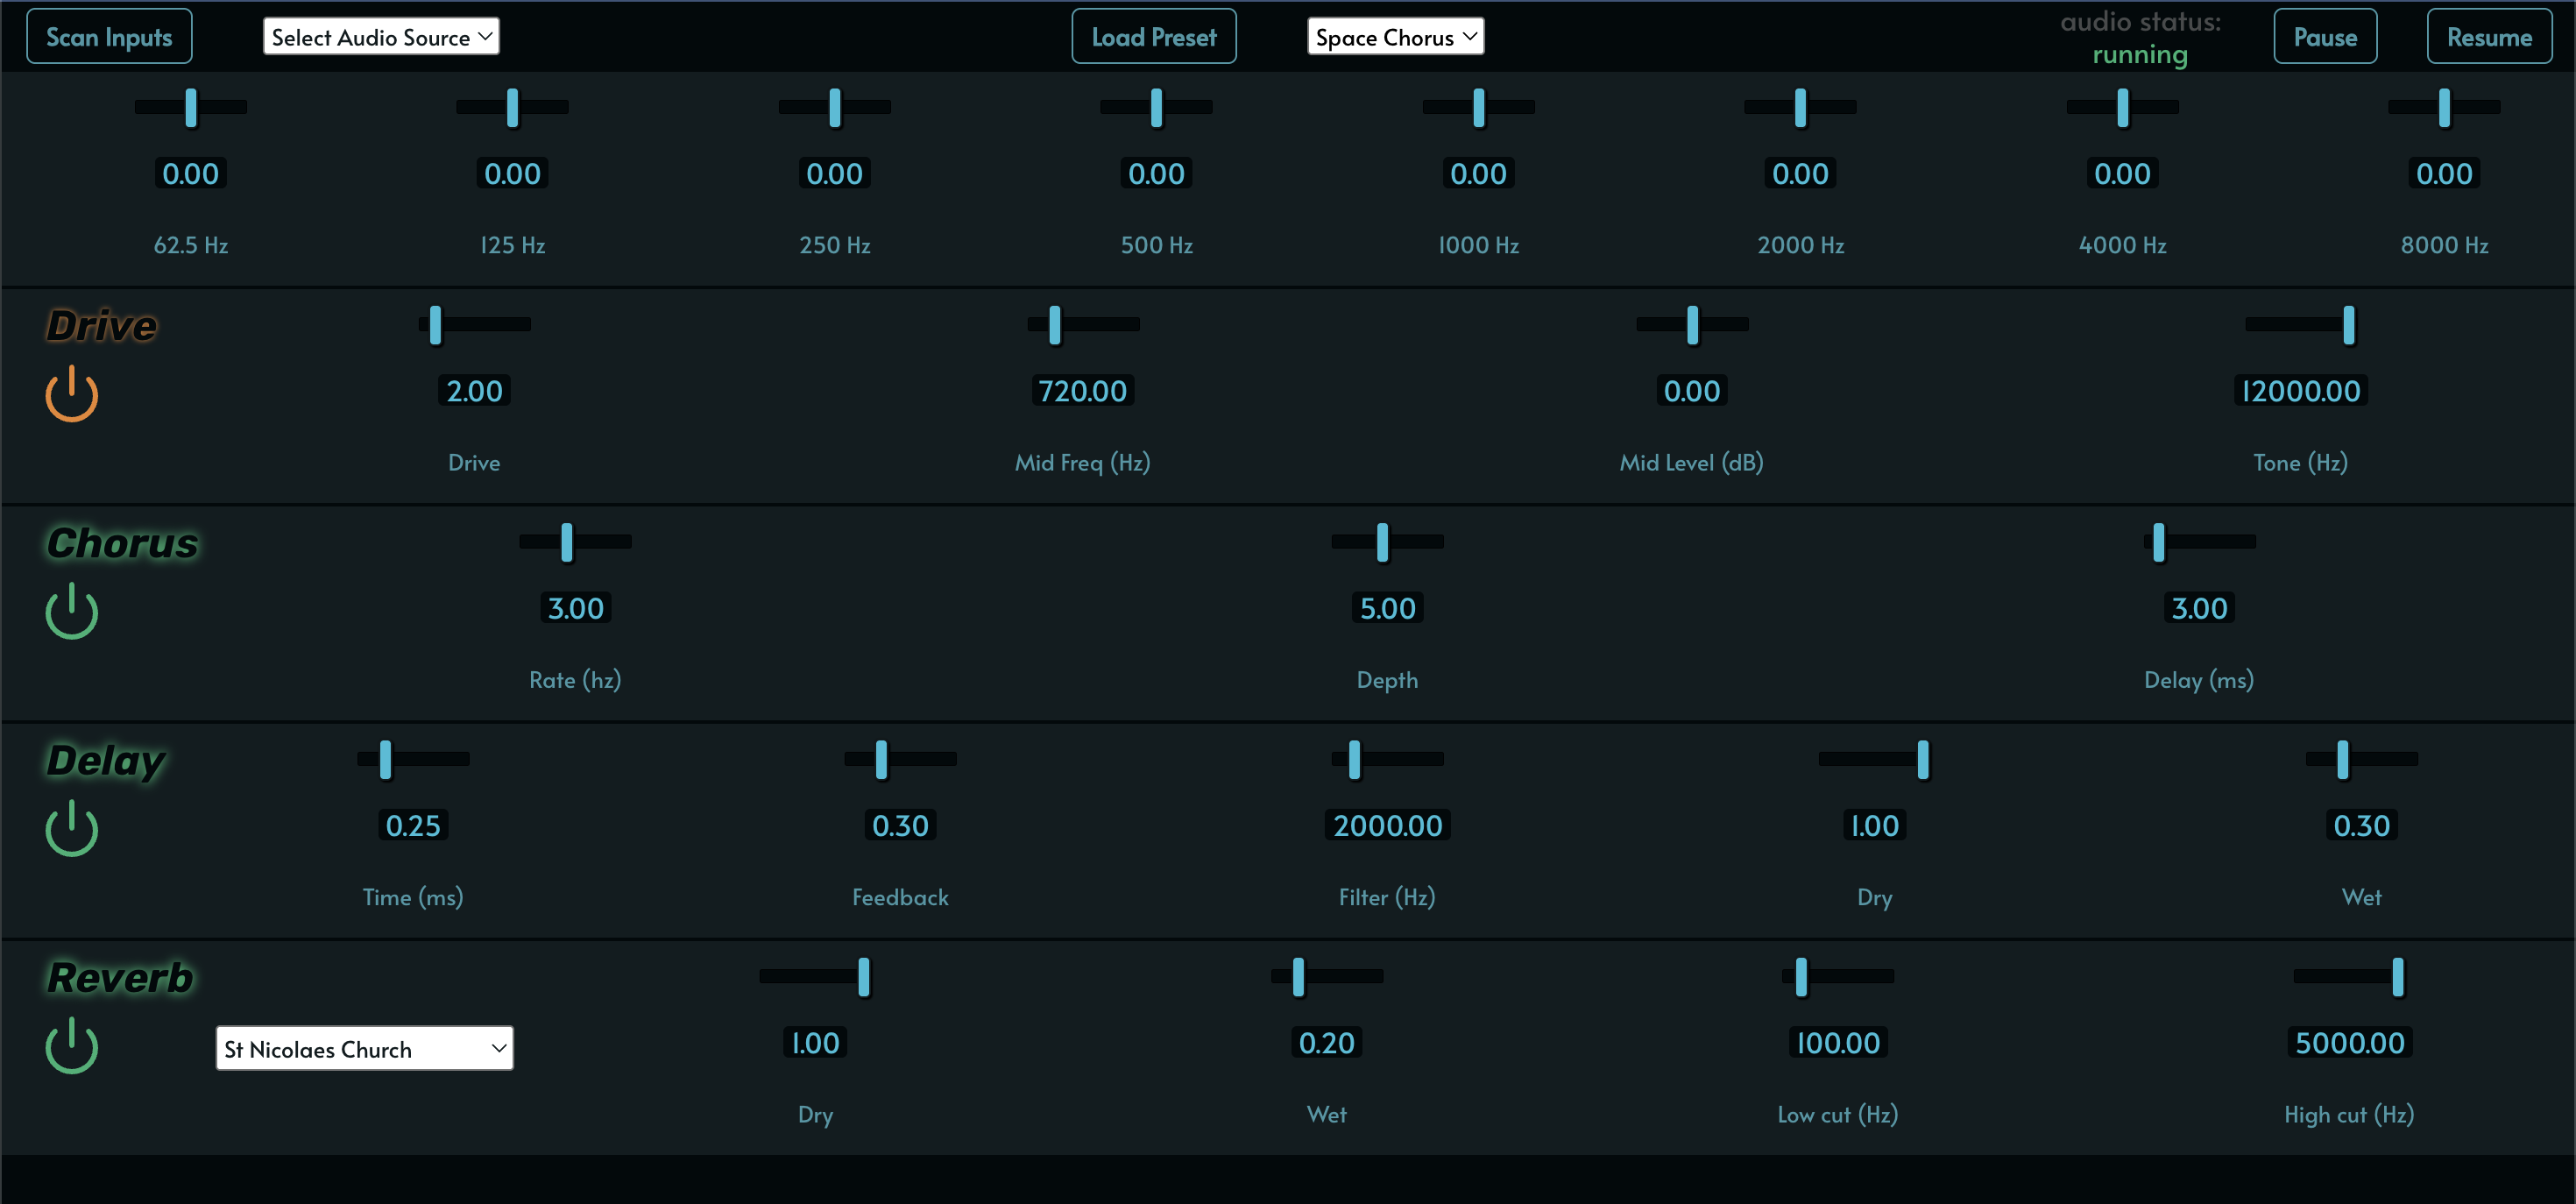 Scan Inputs
Select Audio Source
Load Preset
Space Chorus
audio status:
running
Pause
Resume
0.00 0.00 0.00 0.00 0.00 0.00 0.00 0.00
62.5 Hz 125 Hz 250 Hz 500 Hz 1000 Hz 2000 Hz 4000 Hz 8000 Hz
Drive
2.00 720.00 0.00 12000.00
Drive Mid Freq (Hz) Mid Level (dB) Tone (Hz)
Chorus
3.00 5.00 3.00
Rate (hz) Depth Delay (ms)
Delay
0.25 0.30 2000.00 1.00 0.30
Time (ms) Feedback Filter (Hz) Dry Wet
Reverb
St Nicolaes Church
1.00 0.20 100.00 5000.00
Dry Wet Low cut (Hz) High cut (Hz)